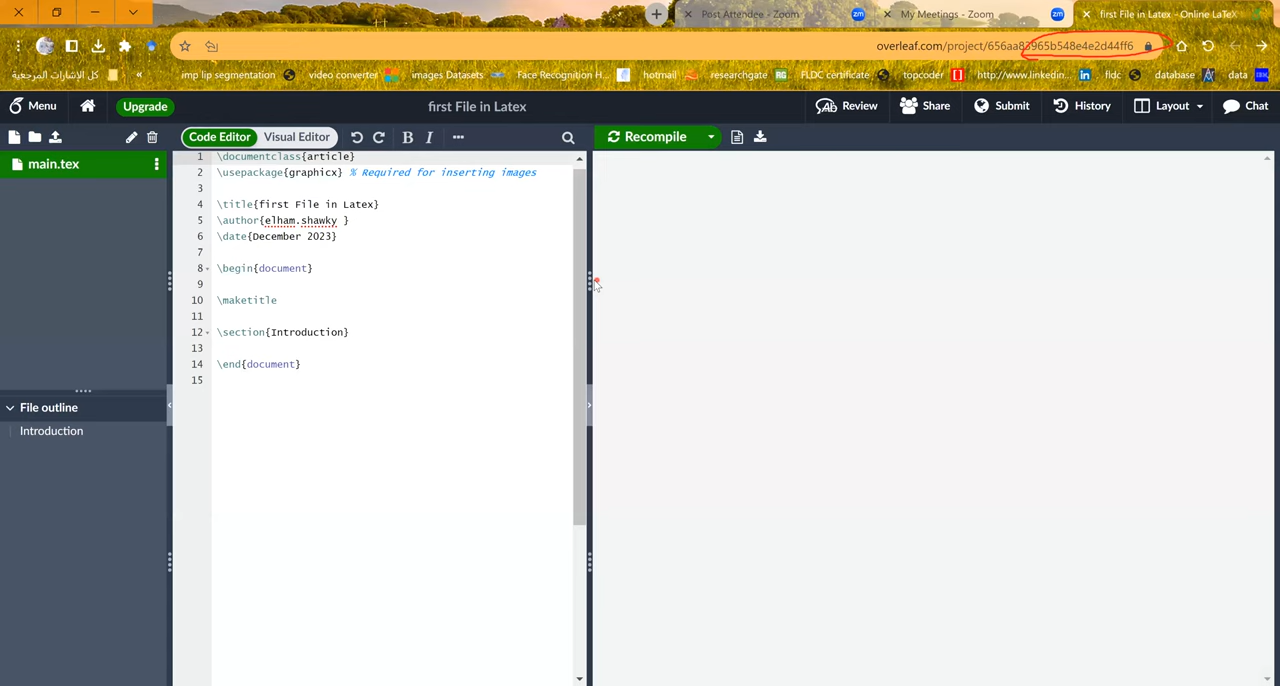 Post Attendee - Zoom
My Meetings - Zoom
first File in Latex - Online LaTeX
overleaf.com/project/656aa83965b548e4e2d44ff6
كل الإشارات المرجعية
»
imp lip segmentation
video converter
images Datasets
Face Recognition H...
hotmail
researchgate
FLDC certificate
topcoder
http://www.linkedin...
fldc
database
data
Menu
Upgrade
first File in Latex
Review
Share
Submit
History
Layout
Chat
main.tex
Code Editor
Visual Editor
B I
Recompile
1 \documentclass{article}
2 \usepackage{graphicx} % Required for inserting images
3
4 \title{first File in Latex}
5 \author{elham.shawky }
6 \date{December 2023}
7
8 \begin{document}
9
10 \maketitle
11
12 \section{Introduction}
13
14 \end{document}
15
File outline
Introduction